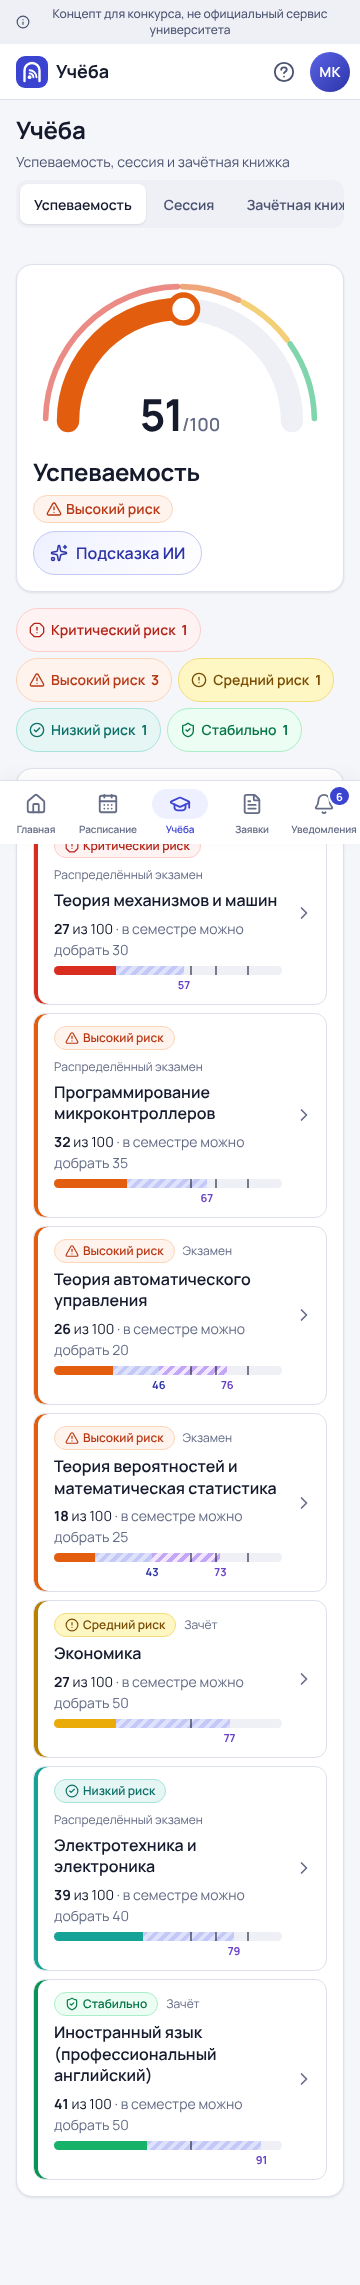 Концепт для конкурса, не официальный сервис
университета
Учёба
МК
Учёба
Успеваемость, сессия и зачётная книжка
Успеваемость
Сессия
Зачётная книж
51/100
Успеваемость
Высокий риск
Подсказка ИИ
Критический риск 1
Высокий риск 3
Средний риск 1
Низкий риск 1
Стабильно 1
Главная
Расписание
Учёба
Заявки
Уведомления
6
Критический риск
Распределённый экзамен
Теория механизмов и машин
27 из 100 · в семестре можно
добрать 30
57
Высокий риск
Распределённый экзамен
Программирование
микроконтроллеров
32 из 100 · в семестре можно
добрать 35
67
Высокий риск
Экзамен
Теория автоматического
управления
26 из 100 · в семестре можно
добрать 20
46
76
Высокий риск
Экзамен
Теория вероятностей и
математическая статистика
18 из 100 · в семестре можно
добрать 25
43
73
Средний риск
Зачёт
Экономика
27 из 100 · в семестре можно
добрать 50
77
Низкий риск
Распределённый экзамен
Электротехника и
электроника
39 из 100 · в семестре можно
добрать 40
79
Стабильно
Зачёт
Иностранный язык
(профессиональный
английский)
41 из 100 · в семестре можно
добрать 50
91